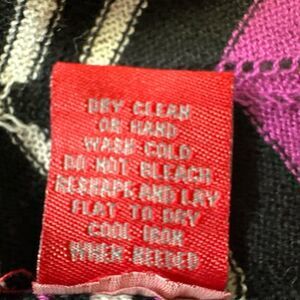 DRY CLEAN
OR HAND
WASH COLD
DO NOT BLEACH
RESHAPE AND LAY
FLAT TO DRY
COOL IRON
WHEN NEEDED